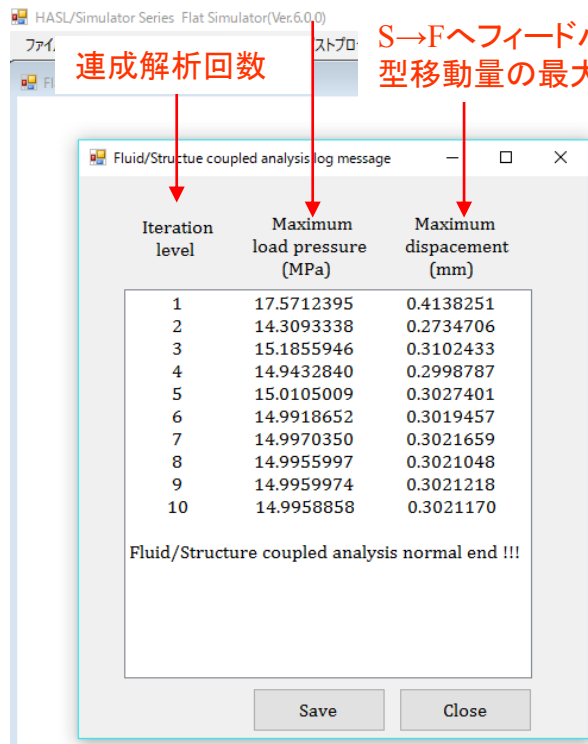 HASL/Simulator Series Flat Simulator(Ver.6.0.0)
S→Fへフィードバ
型移動量の最大
連成解析回数
Fluid/Structue coupled analysis log message
Iteration level
Maximum load pressure (MPa)
Maximum dispacement (mm)
1 17.5712395 0.4138251
2 14.3093338 0.2734706
3 15.1855946 0.3102433
4 14.9432840 0.2998787
5 15.0105009 0.3027401
6 14.9918652 0.3019457
7 14.9970350 0.3021659
8 14.9955997 0.3021048
9 14.9959974 0.3021218
10 14.9958858 0.3021170
Fluid/Structure coupled analysis normal end !!!
Save Close